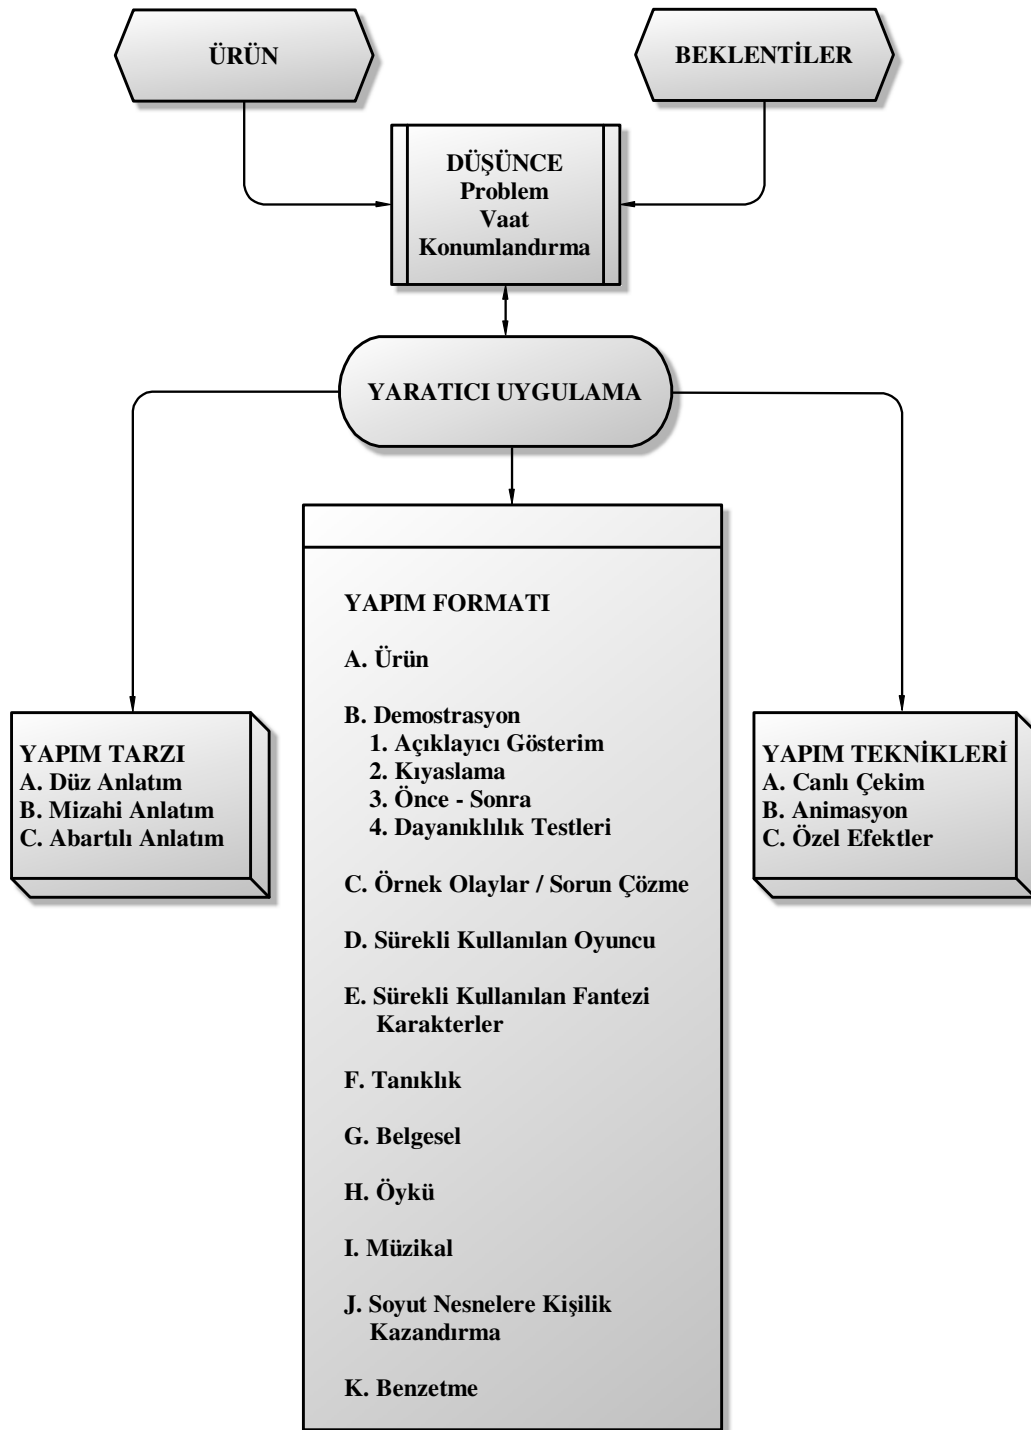 ÜRÜN
BEKLENTİLER
DÜŞÜNCE
Problem
Vaat
Konumlandırma
YARATICI UYGULAMA
YAPIM TARZI
A. Düz Anlatım
B. Mizahi Anlatım
C. Abartılı Anlatım
YAPIM FORMATI
A. Ürün
B. Demostrasyon
1. Açıklayıcı Gösterim
2. Kıyaslama
3. Önce - Sonra
4. Dayanıklılık Testleri
C. Örnek Olaylar / Sorun Çözme
D. Sürekli Kullanılan Oyuncu
E. Sürekli Kullanılan Fantezi
Karakterler
F. Tanıklık
G. Belgesel
H. Öykü
I. Müzikal
J. Soyut Nesnelere Kişilik
Kazandırma
K. Benzetme
YAPIM TEKNİKLERİ
A. Canlı Çekim
B. Animasyon
C. Özel Efektler